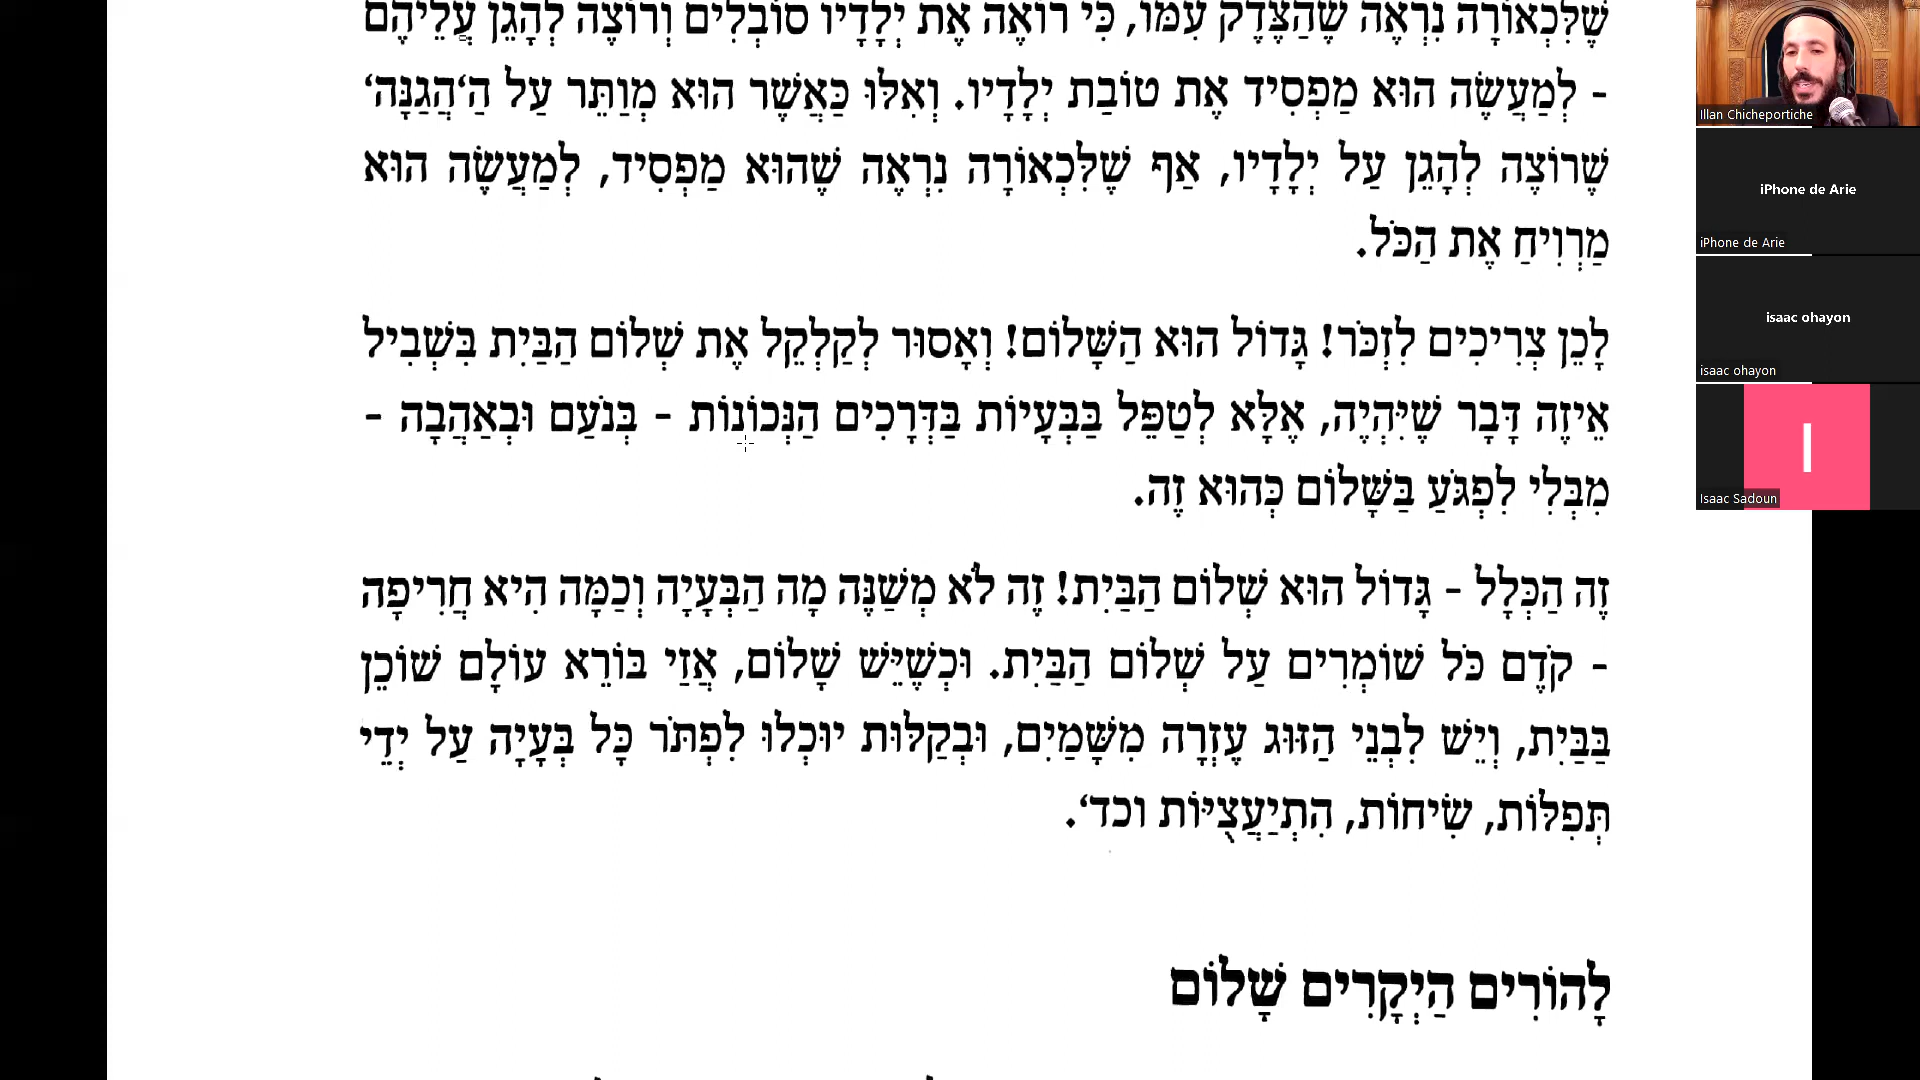 שֶׁלִּכְאוֹרָה נִרְאֶה שֶׁהַצֶּדֶק עִמּוֹ, כִּי רוֹאֶה אֶת יְלָדָיו סוֹבְלִים וְרוֹצֶה לְהָגֵן עֲלֵיהֶם
- לְמַעֲשֶׂה הוּא מַפְסִיד אֶת טוֹבַת יְלָדָיו. וְאִלּוּ כַּאֲשֶׁר הוּא מְוַתֵּר עַל הַ'הֲגַנָּה'
שֶׁרוֹצֶה לְהָגֵן עַל יְלָדָיו, אַף שֶׁלִּכְאוֹרָה נִרְאֶה שֶׁהוּא מַפְסִיד, לְמַעֲשֶׂה הוּא
מַרְוִיחַ אֶת הַכֹּל.
לָכֵן צְרִיכִים לִזְכֹּר! גָּדוֹל הוּא הַשָּׁלוֹם! וְאָסוּר לְקַלְקֵל אֶת שְׁלוֹם הַבַּיִת בִּשְׁבִיל
אֵיזֶה דָּבָר שֶׁיִּהְיֶה, אֶלָּא לְטַפֵּל בַּבְּעָיוֹת בַּדְּרָכִים הַנְּכוֹנוֹת - בְּנֹעַם וּבְאַהֲבָה -
מִבְּלִי לִפְגֹּעַ בַּשָּׁלוֹם כְּהוּא זֶה.
זֶה הַכְּלָל - גָּדוֹל הוּא שְׁלוֹם הַבַּיִת! זֶה לֹא מְשַׁנֶּה מָה הַבְּעָיָה וְכַמָּה הִיא חֲרִיפָה
- קֹדֶם כֹּל שׁוֹמְרִים עַל שְׁלוֹם הַבַּיִת. וּכְשֶׁיֵּשׁ שָׁלוֹם, אֲזַי בּוֹרֵא עוֹלָם שׁוֹכֵן
בַּבַּיִת, וְיֵשׁ לִבְנֵי הַזּוּג עֶזְרָה מִשָּׁמַיִם, וּבְקַלּוּת יוּכְלוּ לִפְתֹּר כָּל בְּעָיָה עַל יְדֵי
תְּפִלּוֹת, שִׂיחוֹת, הִתְיַעֲצֻיּוֹת וכד'.
לָהוֹרִים הַיְקָרִים שָׁלוֹם
Illan Chicheportiche
iPhone de Arie
iPhone de Arie
isaac ohayon
isaac ohayon
I
Isaac Sadoun